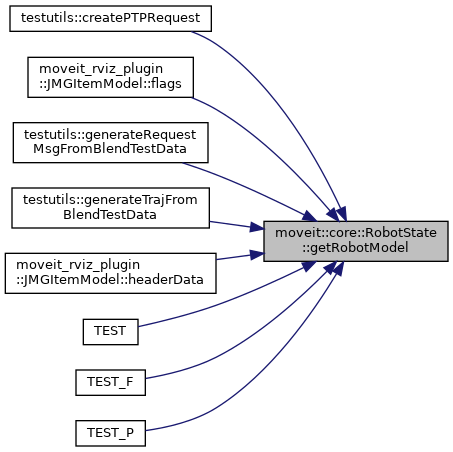 testutils::createPTPRequest
moveit_rviz_plugin
::JMGItemModel::flags
testutils::generateRequest
MsgFromBlendTestData
testutils::generateTrajFrom
BlendTestData
moveit::core::RobotState
::getRobotModel
moveit_rviz_plugin
::JMGItemModel::headerData
TEST
TEST_F
TEST_P